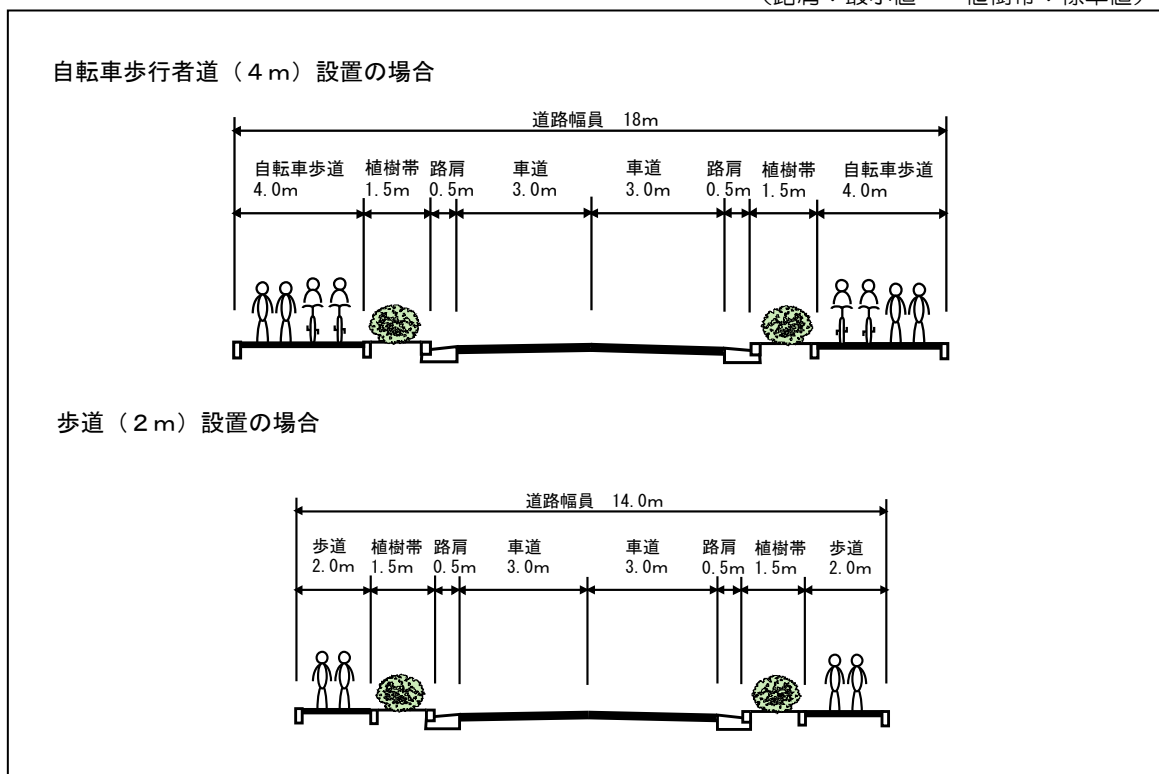 自転車歩行者道（４ｍ）設置の場合
道路幅員　18ｍ
自転車歩道 植樹帯 路肩 車道 車道 路肩 植樹帯 自転車歩道
4.0ｍ 1.5ｍ 0.5ｍ 3.0ｍ 3.0ｍ 0.5ｍ 1.5ｍ 4.0ｍ
歩道（２ｍ）設置の場合
道路幅員　14.0ｍ
歩道 植樹帯 路肩 車道 車道 路肩 植樹帯 歩道
2.0ｍ 1.5ｍ 0.5ｍ 3.0ｍ 3.0ｍ 0.5ｍ 1.5ｍ 2.0ｍ